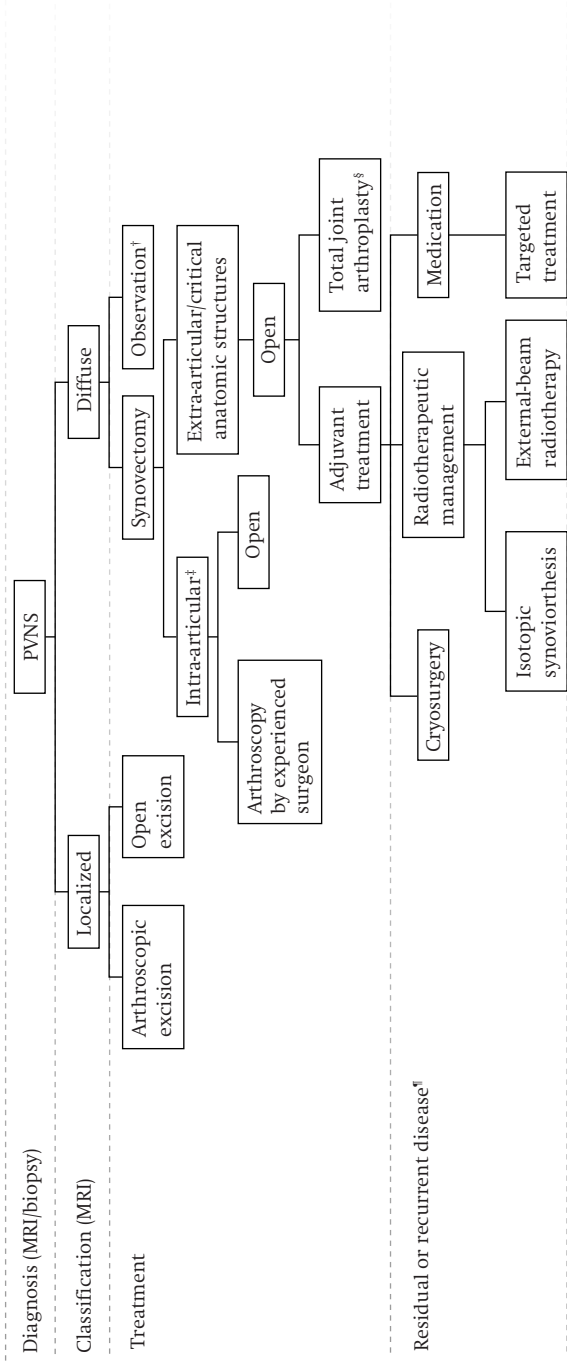 Diagnosis (MRI/biopsy)
PVNS
Classification (MRI)
Localized
Diffuse
Treatment
Arthroscopic
excision
Open
excision
Synovectomy
Observation†
Intra-articular‡
Extra-articular/critical
anatomic structures
Arthroscopy
by experienced
surgeon
Open
Open
Adjuvant
treatment
Total joint
arthroplasty§
Residual or recurrent disease¶
Cryosurgery
Radiotherapeutic
management
Medication
Isotopic
synoviorthesis
External-beam
radiotherapy
Targeted
treatment